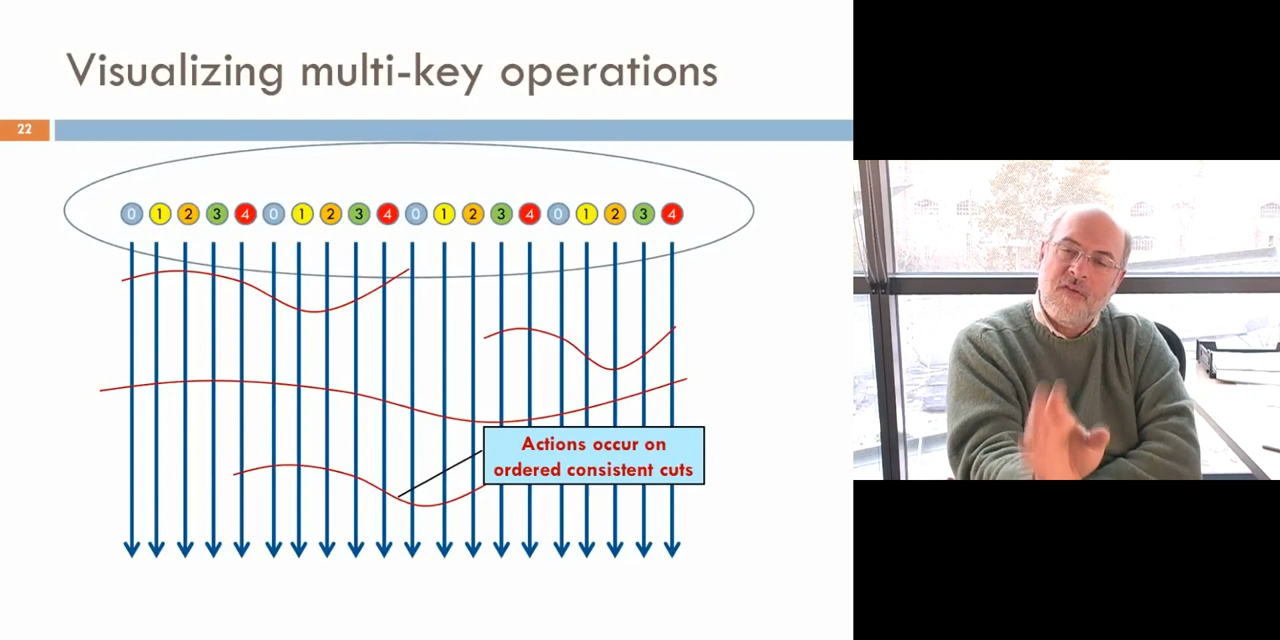 Visualizing multi-key operations
22
0 1 2 3 4 0 1 2 3 4 0 1 2 3 4 0 1 2 3 4
Actions occur on
ordered consistent cuts